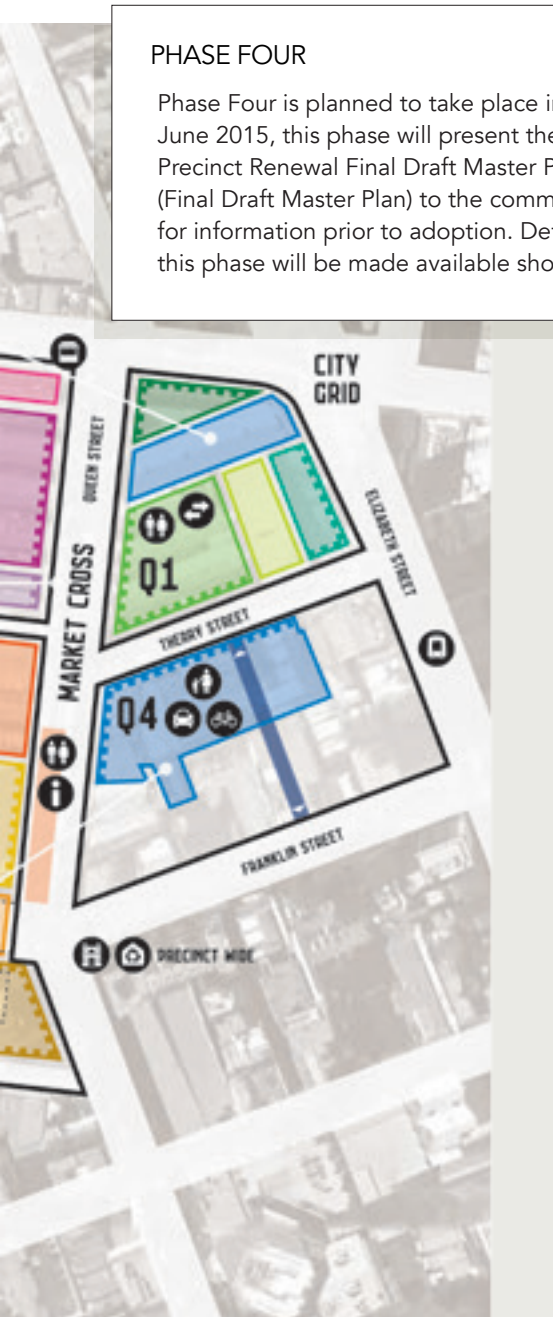 PHASE FOUR
Phase Four is planned to take place in
June 2015, this phase will present the
Precinct Renewal Final Draft Master P
(Final Draft Master Plan) to the comm
for information prior to adoption. Det
this phase will be made available sho
CITY
GRID
QUEEN STREET
ELIZABETH STREET
Q1
MARKET CROSS
THERRY STREET
Q4
FRANKLIN STREET
PRECINCT WIDE